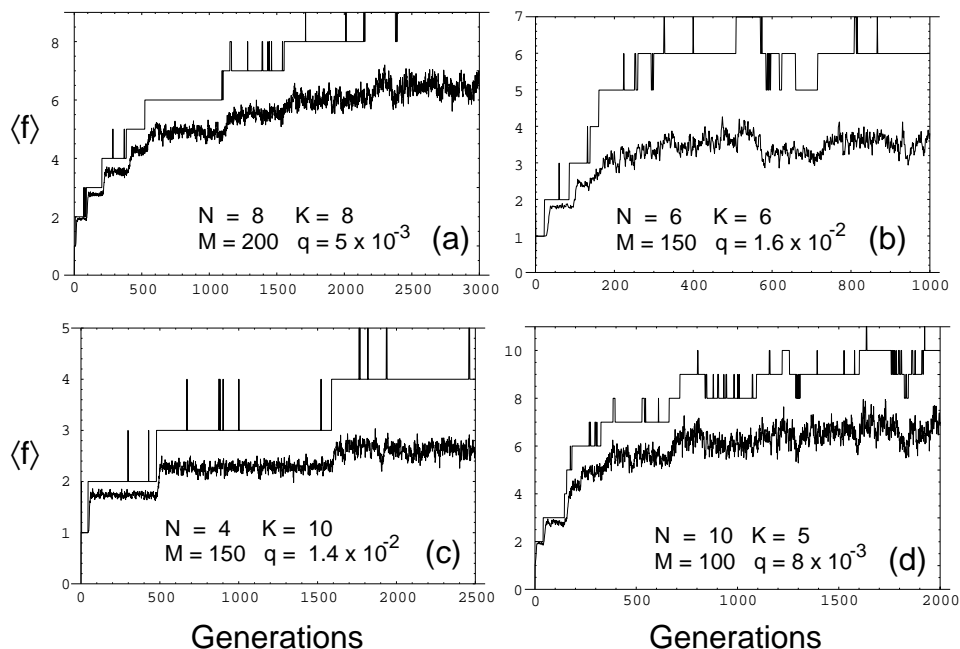 8
6
4
2
0
⟨f⟩
0 500 1000 1500 2000 2500 3000
N = 8 K = 8
M = 200 q = 5 x 10^-3
(a)
7
6
5
4
3
2
1
0
0 200 400 600 800 1000
N = 6 K = 6
M = 150 q = 1.6 x 10^-2
(b)
5
4
3
2
1
0
⟨f⟩
0 500 1000 1500 2000 2500
N = 4 K = 10
M = 150 q = 1.4 x 10^-2
(c)
Generations
10
8
6
4
2
0
0 500 1000 1500 2000
N = 10 K = 5
M = 100 q = 8 x 10^-3
(d)
Generations